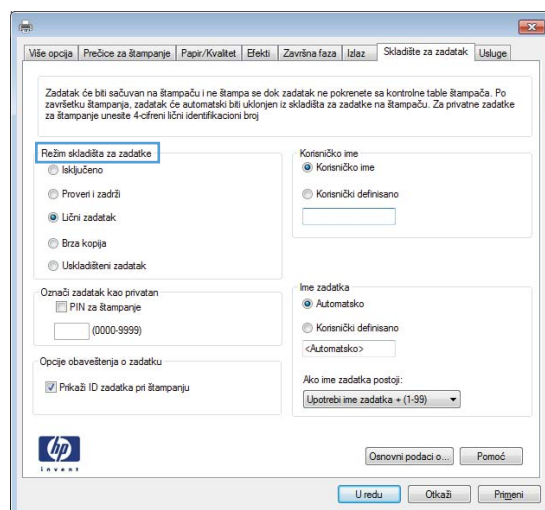 Više opcija Prečice za štampanje Papir/Kvalitet Efekti Završna faza Izlaz Skladište za zadatak Usluge
Zadatak će biti sačuvan na štampaču i ne štampa se dok zadatak ne pokrenete sa kontrolne table štampača. Po
završetku štampanja, zadatak će automatski biti uklonjen iz skladišta za zadatke na štampaču. Za privatne zadatke
za štampanje unesite 4-cifreni lični identifikacioni broj
Režim skladišta za zadatke
Isključeno
Proveri i zadrži
Lični zadatak
Brza kopija
Uskladišteni zadatak
Označi zadatak kao privatan
PIN za štampanje
(0000-9999)
Opcije obaveštenja o zadatku
Prikaži ID zadatka pri štampanju
Korisničko ime
Korisničko ime
Korisnički definisano
Ime zadatka
Automatsko
Korisnički definisano
<Automatsko>
Ako ime zadatka postoji:
Upotrebi ime zadatka + (1-99)
hp
invent
Osnovni podaci o... Pomoć
U redu Otkaži Primeni